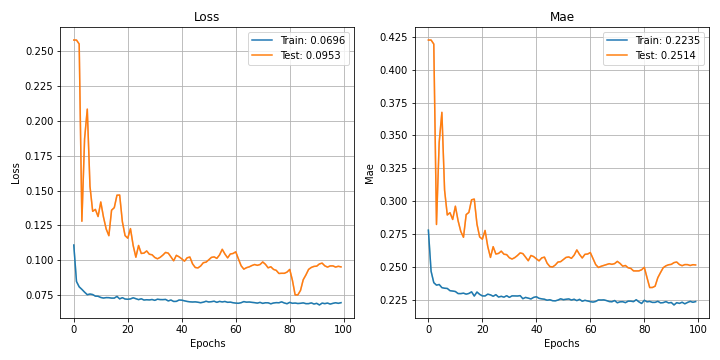 Loss
Train: 0.0696
Test: 0.0953
0.250
0.225
0.200
0.175
0.150
0.125
0.100
0.075
Loss
0
20
40
60
80
100
Epochs
Mae
Train: 0.2235
Test: 0.2514
0.425
0.400
0.375
0.350
0.325
0.300
0.275
0.250
0.225
Mae
0
20
40
60
80
100
Epochs